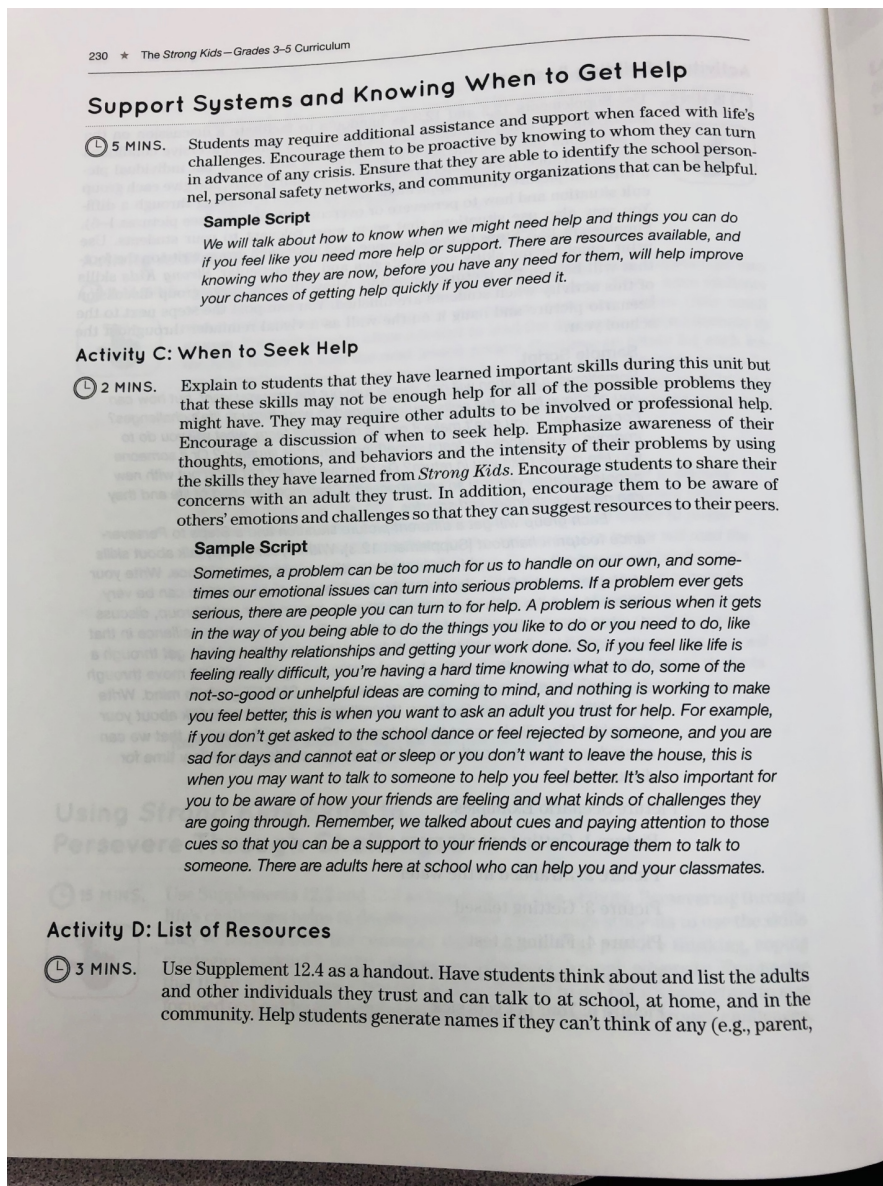 230 ★ The Strong Kids—Grades 3–5 Curriculum
Support Systems and Knowing When to Get Help
5 MINS. Students may require additional assistance and support when faced with life's
challenges. Encourage them to be proactive by knowing to whom they can turn
in advance of any crisis. Ensure that they are able to identify the school person-
nel, personal safety networks, and community organizations that can be helpful.
Sample Script
We will talk about how to know when we might need help and things you can do
if you feel like you need more help or support. There are resources available, and
knowing who they are now, before you have any need for them, will help improve
your chances of getting help quickly if you ever need it.
Activity C: When to Seek Help
2 MINS. Explain to students that they have learned important skills during this unit but
that these skills may not be enough help for all of the possible problems they
might have. They may require other adults to be involved or professional help.
Encourage a discussion of when to seek help. Emphasize awareness of their
thoughts, emotions, and behaviors and the intensity of their problems by using
the skills they have learned from Strong Kids. Encourage students to share their
concerns with an adult they trust. In addition, encourage them to be aware of
others' emotions and challenges so that they can suggest resources to their peers.
Sample Script
Sometimes, a problem can be too much for us to handle on our own, and some-
times our emotional issues can turn into serious problems. If a problem ever gets
serious, there are people you can turn to for help. A problem is serious when it gets
in the way of you being able to do the things you like to do or you need to do, like
having healthy relationships and getting your work done. So, if you feel like life is
feeling really difficult, you're having a hard time knowing what to do, some of the
not-so-good or unhelpful ideas are coming to mind, and nothing is working to make
you feel better, this is when you want to ask an adult you trust for help. For example,
if you don't get asked to the school dance or feel rejected by someone, and you are
sad for days and cannot eat or sleep or you don't want to leave the house, this is
when you may want to talk to someone to help you feel better. It's also important for
you to be aware of how your friends are feeling and what kinds of challenges they
are going through. Remember, we talked about cues and paying attention to those
cues so that you can be a support to your friends or encourage them to talk to
someone. There are adults here at school who can help you and your classmates.
Activity D: List of Resources
3 MINS. Use Supplement 12.4 as a handout. Have students think about and list the adults
and other individuals they trust and can talk to at school, at home, and in the
community. Help students generate names if they can't think of any (e.g., parent,